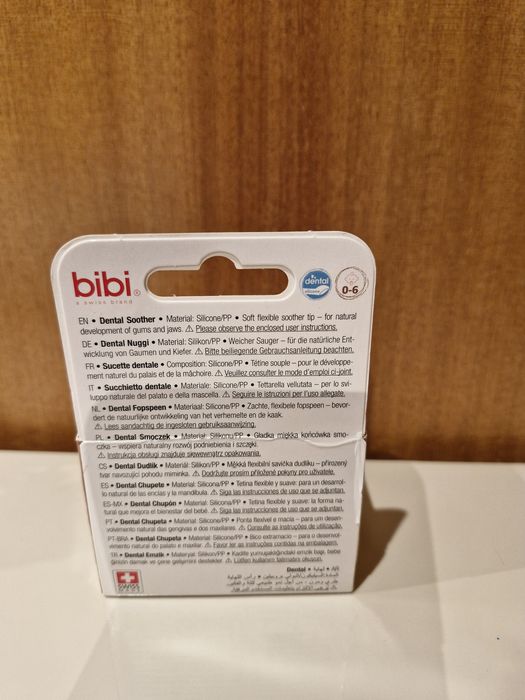 bibi®
a swiss brand
dental
silicone
0-6
EN • Dental Soother • Material: Silicone/PP • Soft flexible soother tip – for natural
development of gums and jaws. ⚠ Please observe the enclosed user instructions.
DE • Dental Nuggi • Material: Silikon/PP • Weicher Sauger – für die natürliche Ent-
wicklung von Gaumen und Kiefer. ⚠ Bitte beiliegende Gebrauchsanleitung beachten.
FR • Sucette dentale • Composition: Silicone/PP • Tétine souple – pour le développe-
ment naturel du palais et de la mâchoire. ⚠ Veuillez consulter le mode d'emploi ci-joint.
IT • Succhietto dentale • Materiale: Silicone/PP • Tettarella vellutata – per lo svi-
luppo naturale del palato e della mascella. ⚠ Seguire le istruzioni per l'uso allegate.
NL • Dental Fopspeen • Materiaal: Silicone/PP • Zachte, flexibele fopspeen – bevor-
dert de natuurlijke ontwikkeling van het verhemelte en de kaak.
⚠ Lees aandachtig de ingesloten gebruiksaanwijzing.
PL • Dental Smoczek • Materiał: Silikonu/PP • Gładka miękka końcówka smo-
czka – wspiera naturalny rozwój podniebienia i szczęki.
⚠ Instrukcja obsługi znajduje się wewnątrz opakowania.
CS • Dental Dudlík • Materiál: Silikon/PP • Měkká flexibilní savička dudlíku – přirozený
tvar navozující pohodu miminka. ⚠ Dodržujte prosím přiložené pokyny pro uživatele.
ES • Dental Chupete • Material: Silicona/PP • Tetina flexible y suave: para un desarrol-
lo natural de las encías y la mandíbula. ⚠ Siga las instrucciones de uso que se adjuntan.
ES-MX • Dental Chupón • Material: Silicona/PP • Tetina flexible y suave: la forma na-
tural que mejora el bienestar del bebé. ⚠ Siga las instrucciones de uso que se adjuntan.
PT • Dental Chupeta • Material: Silicone/PP • Ponta flexível e macia – para um desen-
volvimento natural das gengivas e dos maxilares. ⚠ Consulte as instruções de utilização.
PT-BRA • Dental Chupeta • Material: Silicone/PP • Bico extramacio – para o desenvol-
vimento natural do palato e maxilar. ⚠ Favor ler as instruções contidas na embalagem.
TR • Dental Emzik • Materyal: Silikon/PP • Kadife yumuşaklığındaki emzik başı, bebe
ğinizin damak ve çene gelişimini destekler. ⚠ Lütfen kullanım talimatını okuyun.
AR • لهاية • Dental
SWISS
MADE